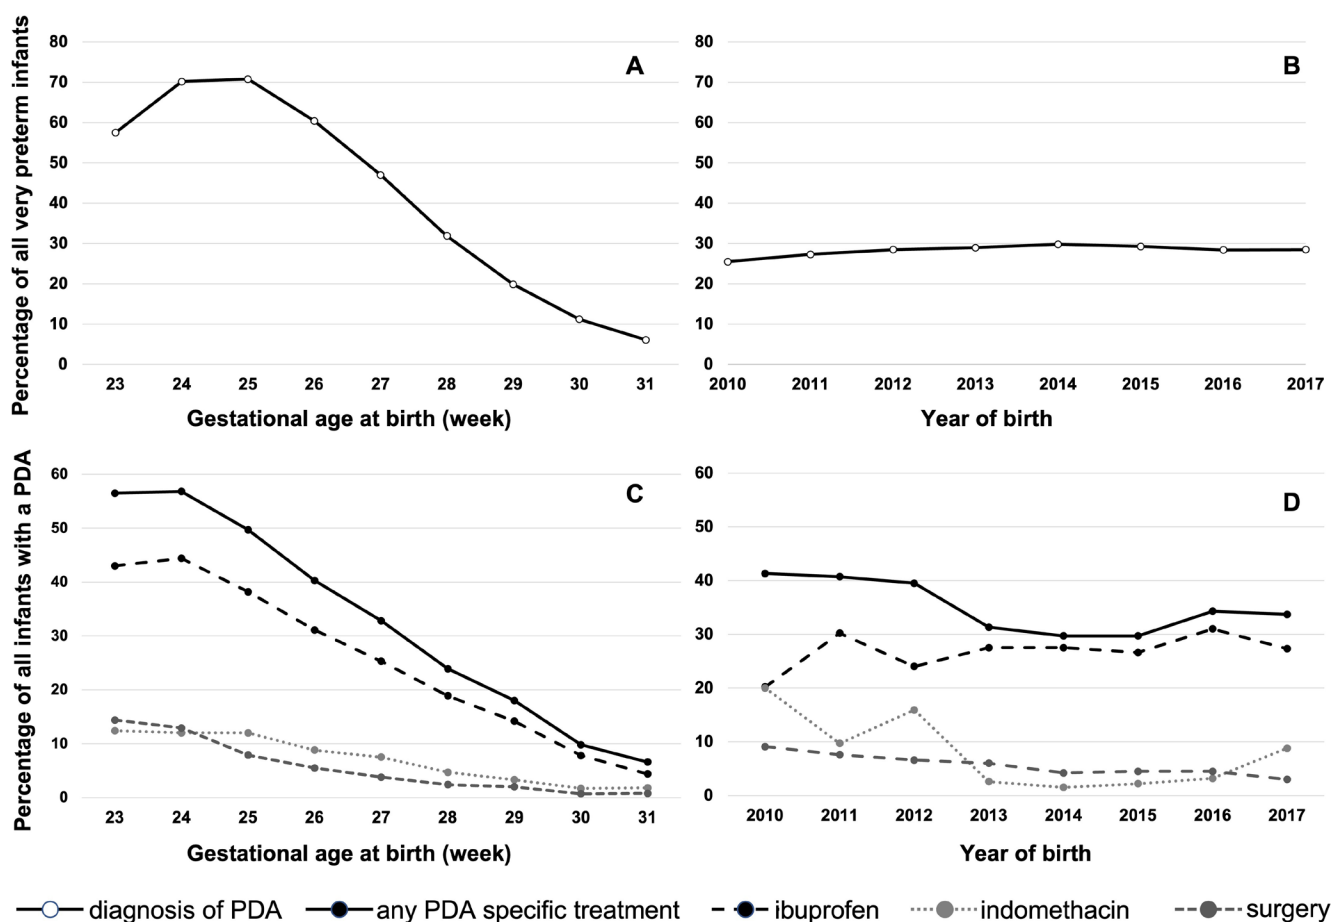 Percentage of all very preterm infants
80
70
60
50
40
30
20
10
0
A
23 24 25 26 27 28 29 30 31
Gestational age at birth (week)
80
70
60
50
40
30
20
10
0
B
2010 2011 2012 2013 2014 2015 2016 2017
Year of birth
Percentage of all infants with a PDA
60
50
40
30
20
10
0
C
23 24 25 26 27 28 29 30 31
Gestational age at birth (week)
60
50
40
30
20
10
0
D
2010 2011 2012 2013 2014 2015 2016 2017
Year of birth
diagnosis of PDA any PDA specific treatment ibuprofen indomethacin surgery